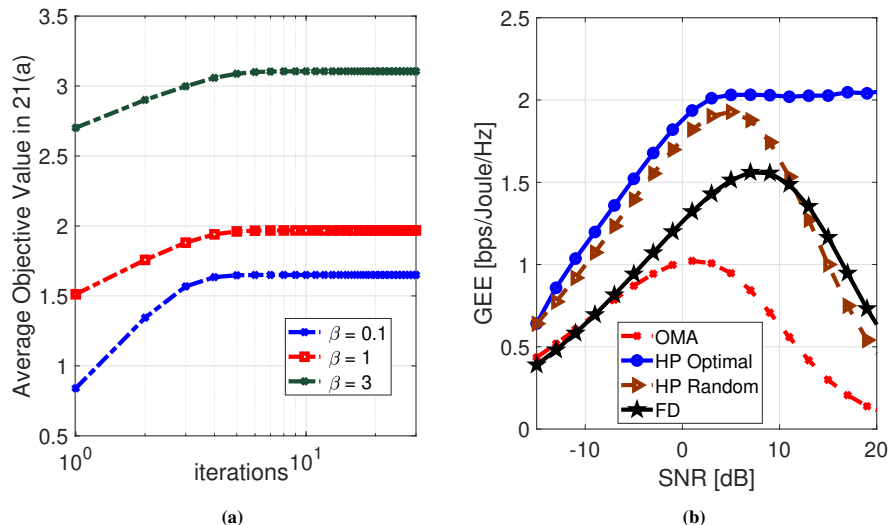 3.5
3
2.5
2
1.5
1
0.5
Average Objective Value in 21(a)
10^0
10^1
iterations
β = 0.1
β = 1
β = 3
(a)
2.5
2
1.5
1
0.5
0
GEE [bps/Joule/Hz]
-10
0
10
20
SNR [dB]
OMA
HP Optimal
HP Random
FD
(b)